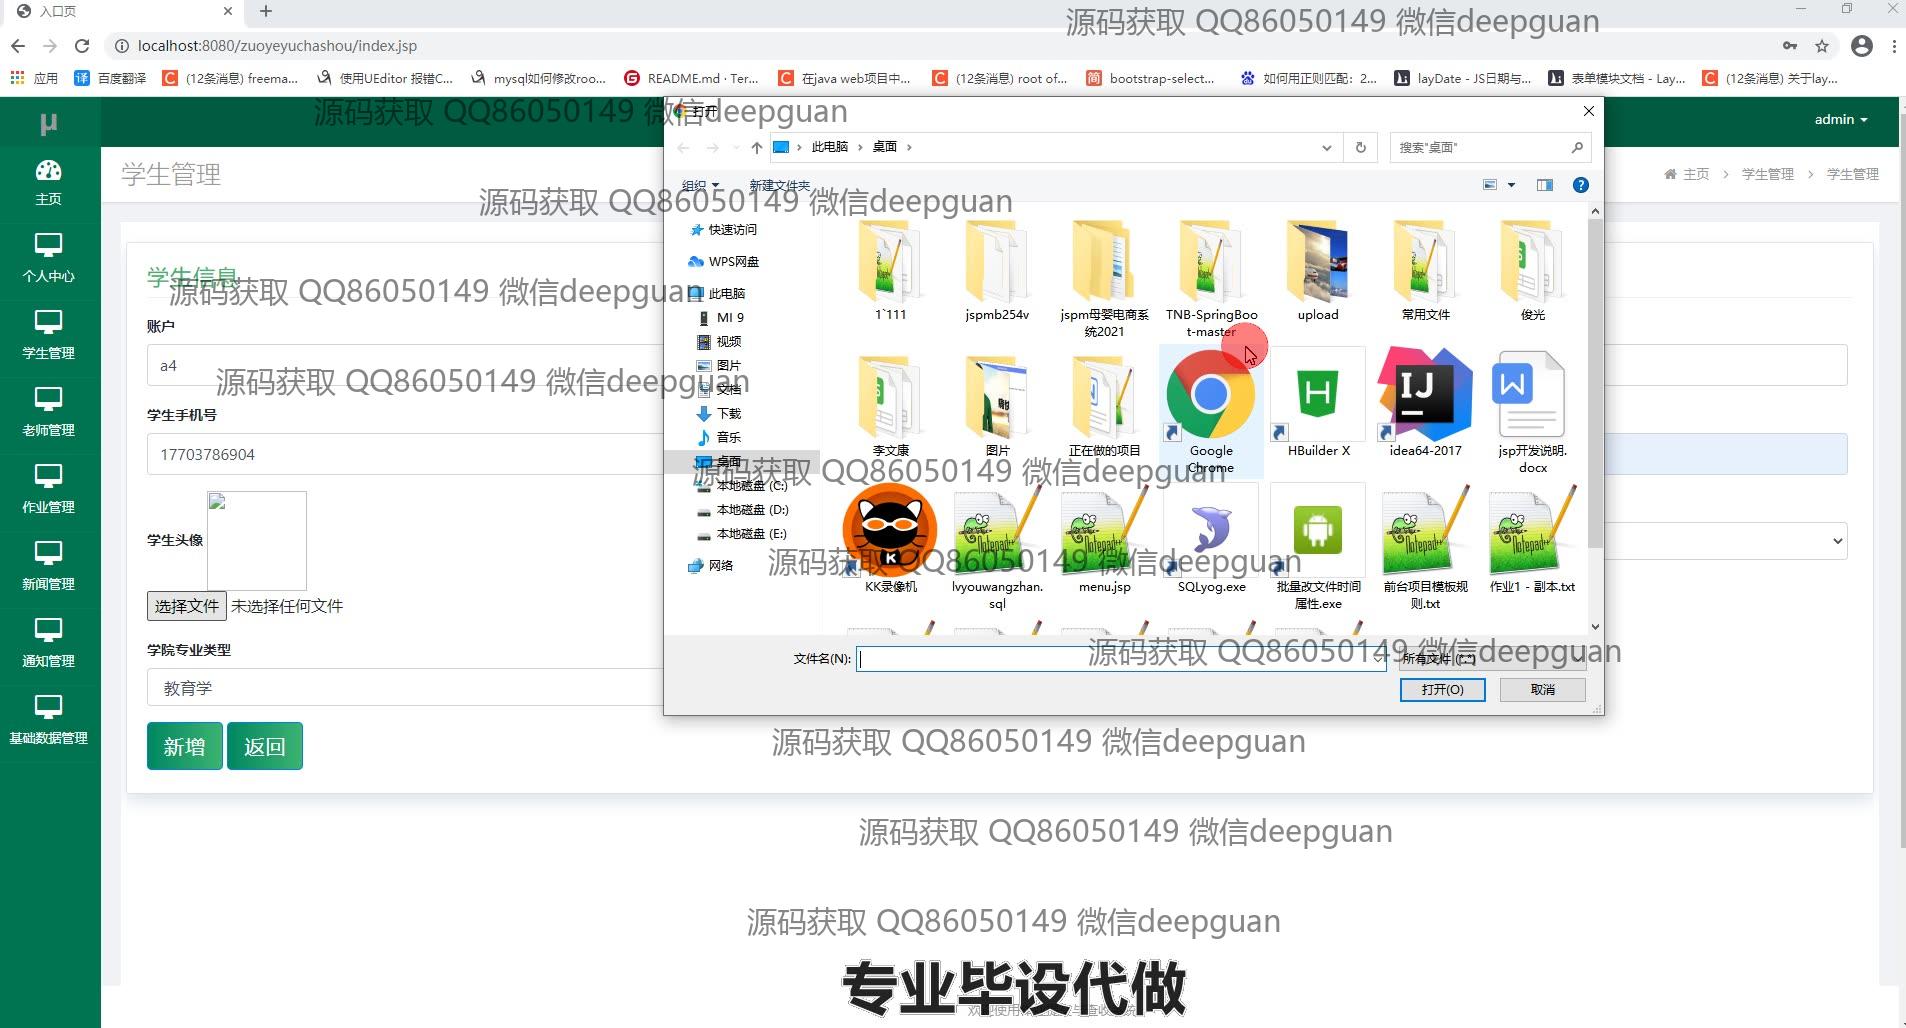 入口页
源码获取 QQ86050149 微信deepguan
localhost:8080/zuoyeyuchashou/index.jsp
应用
百度翻译
(12条消息) freema...
使用UEditor 报错C...
mysql如何修改roo...
README.md · Ter...
在java web项目中...
(12条消息) root of...
bootstrap-select...
如何用正则匹配：2...
layDate - JS日期与...
表单模块文档 - Lay...
(12条消息) 关于lay...
源码获取 QQ86050149 微信deepguan
打开
μ
admin
此电脑
桌面
搜索"桌面"
主页
学生管理
主页
学生管理
学生管理
组织
新建文件夹
源码获取 QQ86050149 微信deepguan
个人中心
学生管理
老师管理
作业管理
新闻管理
通知管理
基础数据管理
学生信息
源码获取 QQ86050149 微信deepguan
账户
a4
源码获取 QQ86050149 微信deepguan
学生手机号
17703786904
学生头像
选择文件
未选择任何文件
学院专业类型
教育学
新增
返回
快速访问
WPS网盘
此电脑
MI 9
视频
图片
文档
下载
音乐
桌面
本地磁盘 (C:)
本地磁盘 (D:)
本地磁盘 (E:)
网络
1`111
jspmb254v
jspm母婴电商系
统2021
TNB-SpringBoo
t-master
upload
常用文件
俊光
李文康
图片
正在做的项目
Google
Chrome
HBuilder X
IJ
idea64-2017
W
jsp开发说明.
docx
源码获取 QQ86050149 微信deepguan
K
Notepad++
Notepad++
Notepad++
Notepad++
源码获取 QQ86050149 微信deepguan
KK录像机
lvyouwangzhan.
sql
menu.jsp
SQLyog.exe
批量改文件时间
属性.exe
前台项目模板规
则.txt
作业1 - 副本.txt
文件名(N):
所有文件 (*.*)
源码获取 QQ86050149 微信deepguan
打开(O)
取消
源码获取 QQ86050149 微信deepguan
源码获取 QQ86050149 微信deepguan
源码获取 QQ86050149 微信deepguan
专业毕设代做